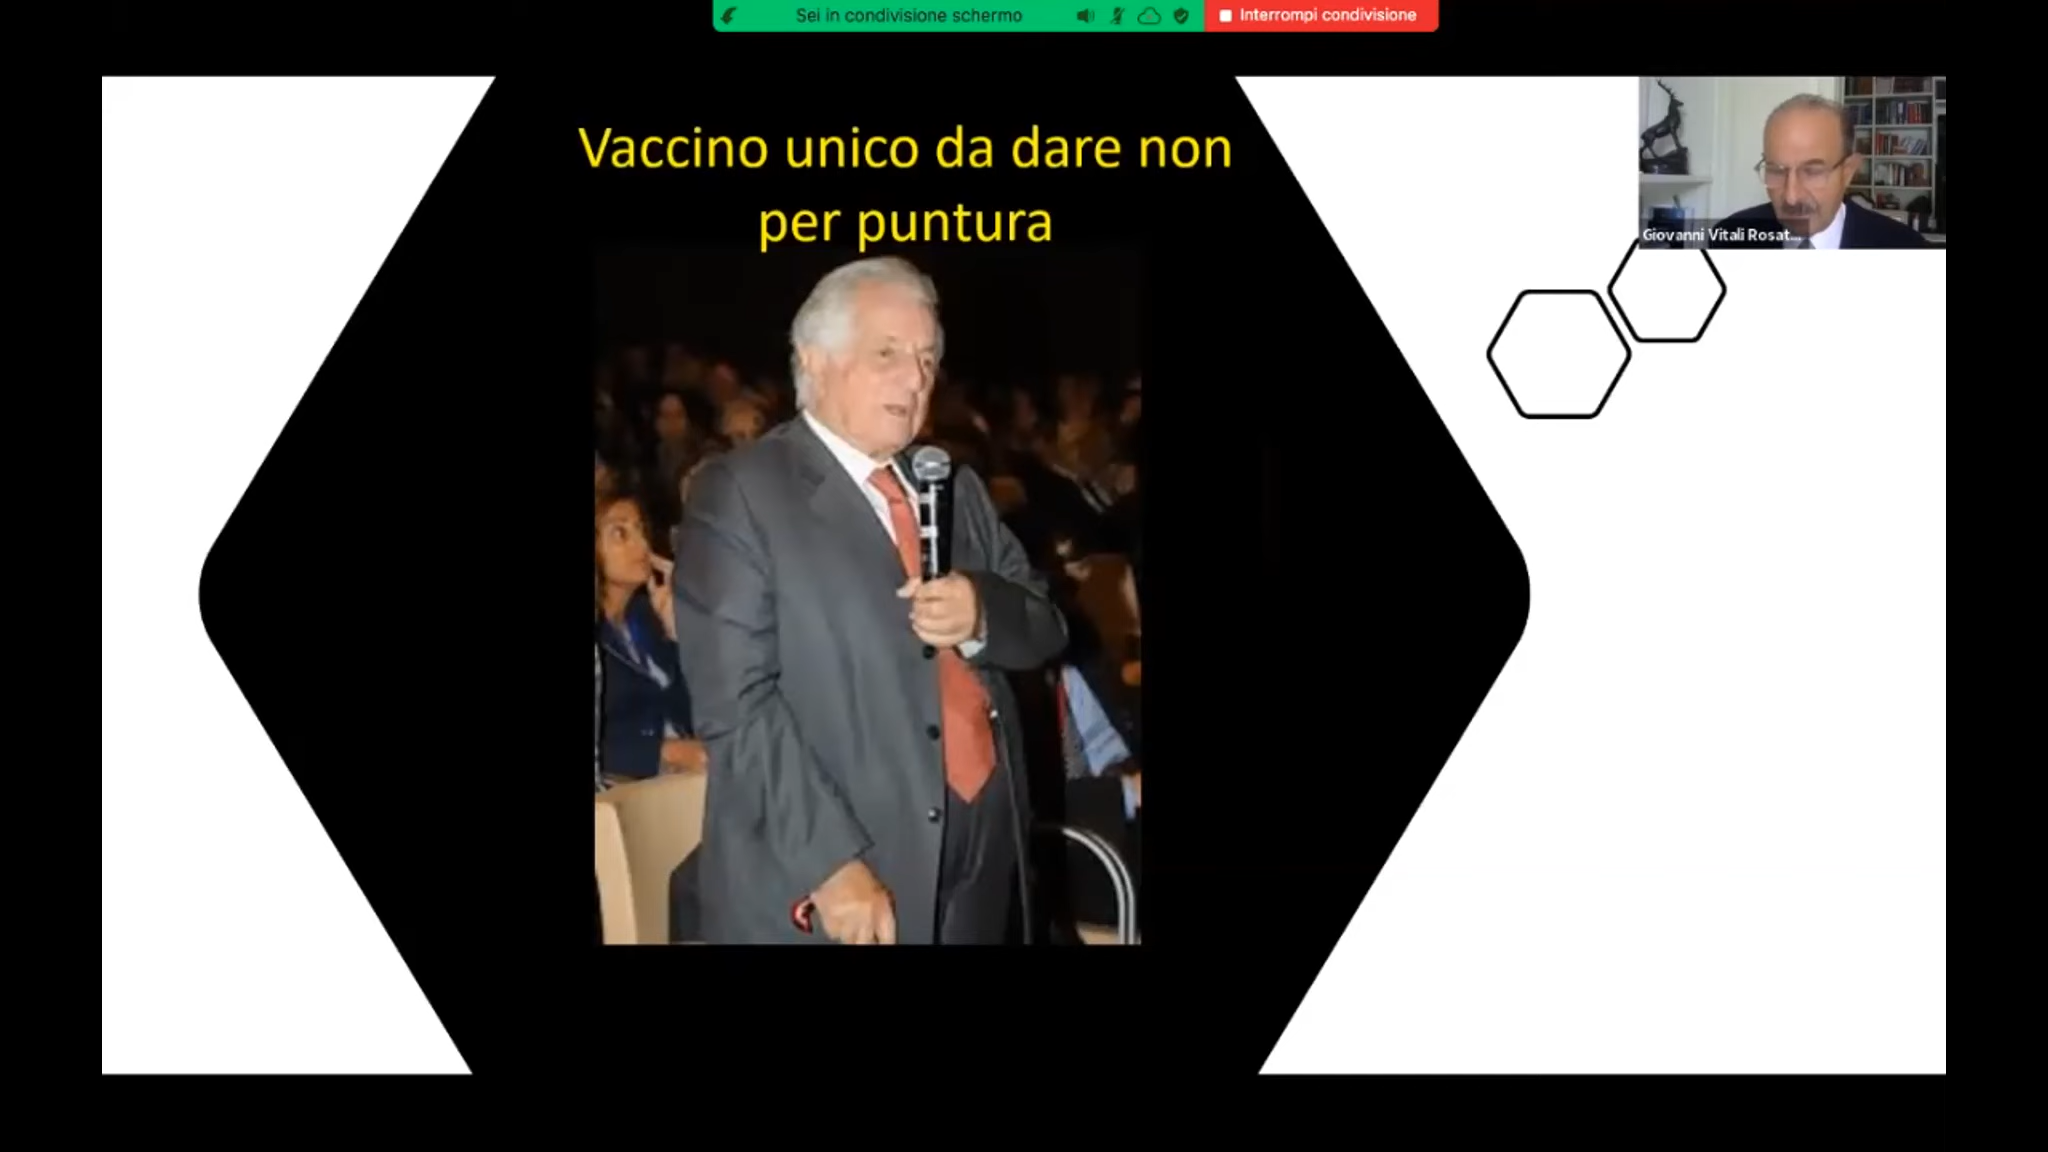 Sei in condivisione schermo
Interrompi condivisione
Vaccino unico da dare non
per puntura
Giovanni Vitali Rosat...